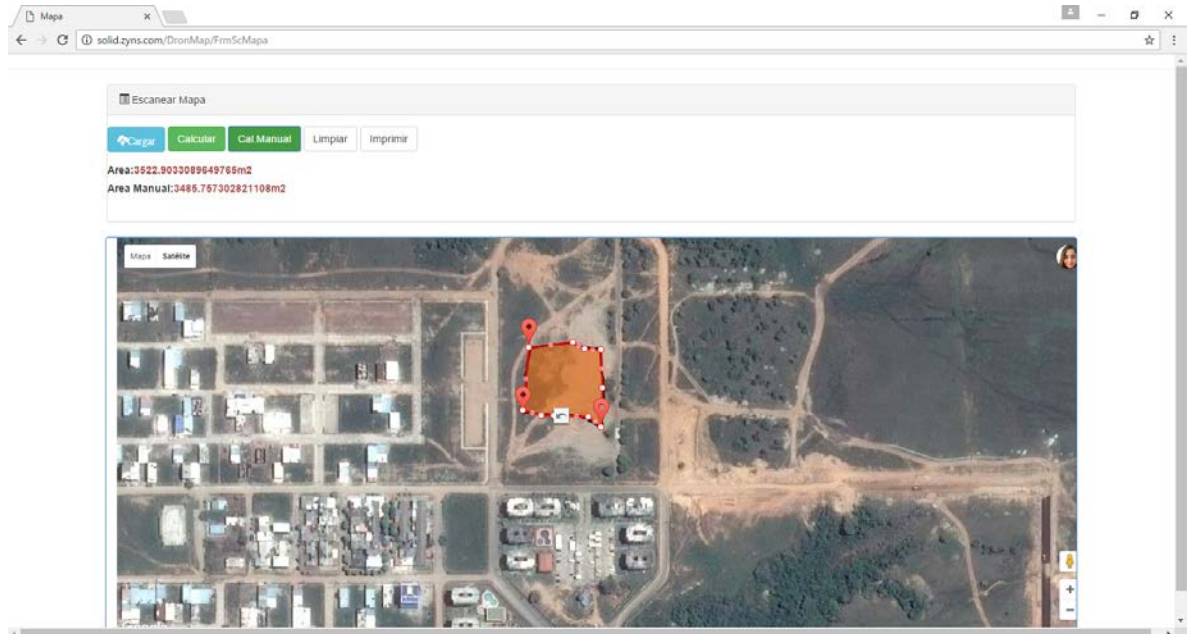 Mapa
solid.zyns.com/DronMap/FrmScMapa
Escanear Mapa
Cargar Calcular Cal.Manual Limpiar Imprimir
Area:3522.9033089649765m2
Area Manual:3485.757302821108m2
Mapa Satélite
Google